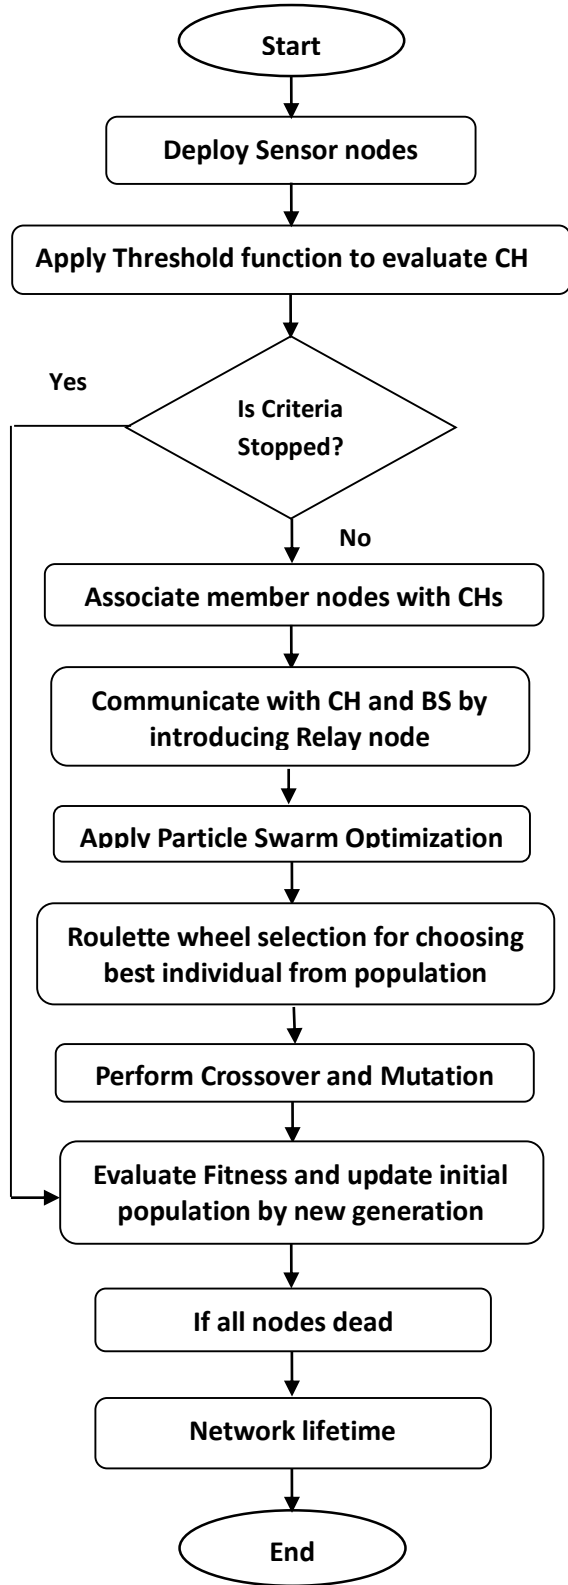 Start
Deploy Sensor nodes
Apply Threshold function to evaluate CH
Yes
Is Criteria
Stopped?
No
Associate member nodes with CHs
Communicate with CH and BS by
introducing Relay node
Apply Particle Swarm Optimization
Roulette wheel selection for choosing
best individual from population
Perform Crossover and Mutation
Evaluate Fitness and update initial
population by new generation
If all nodes dead
Network lifetime
End